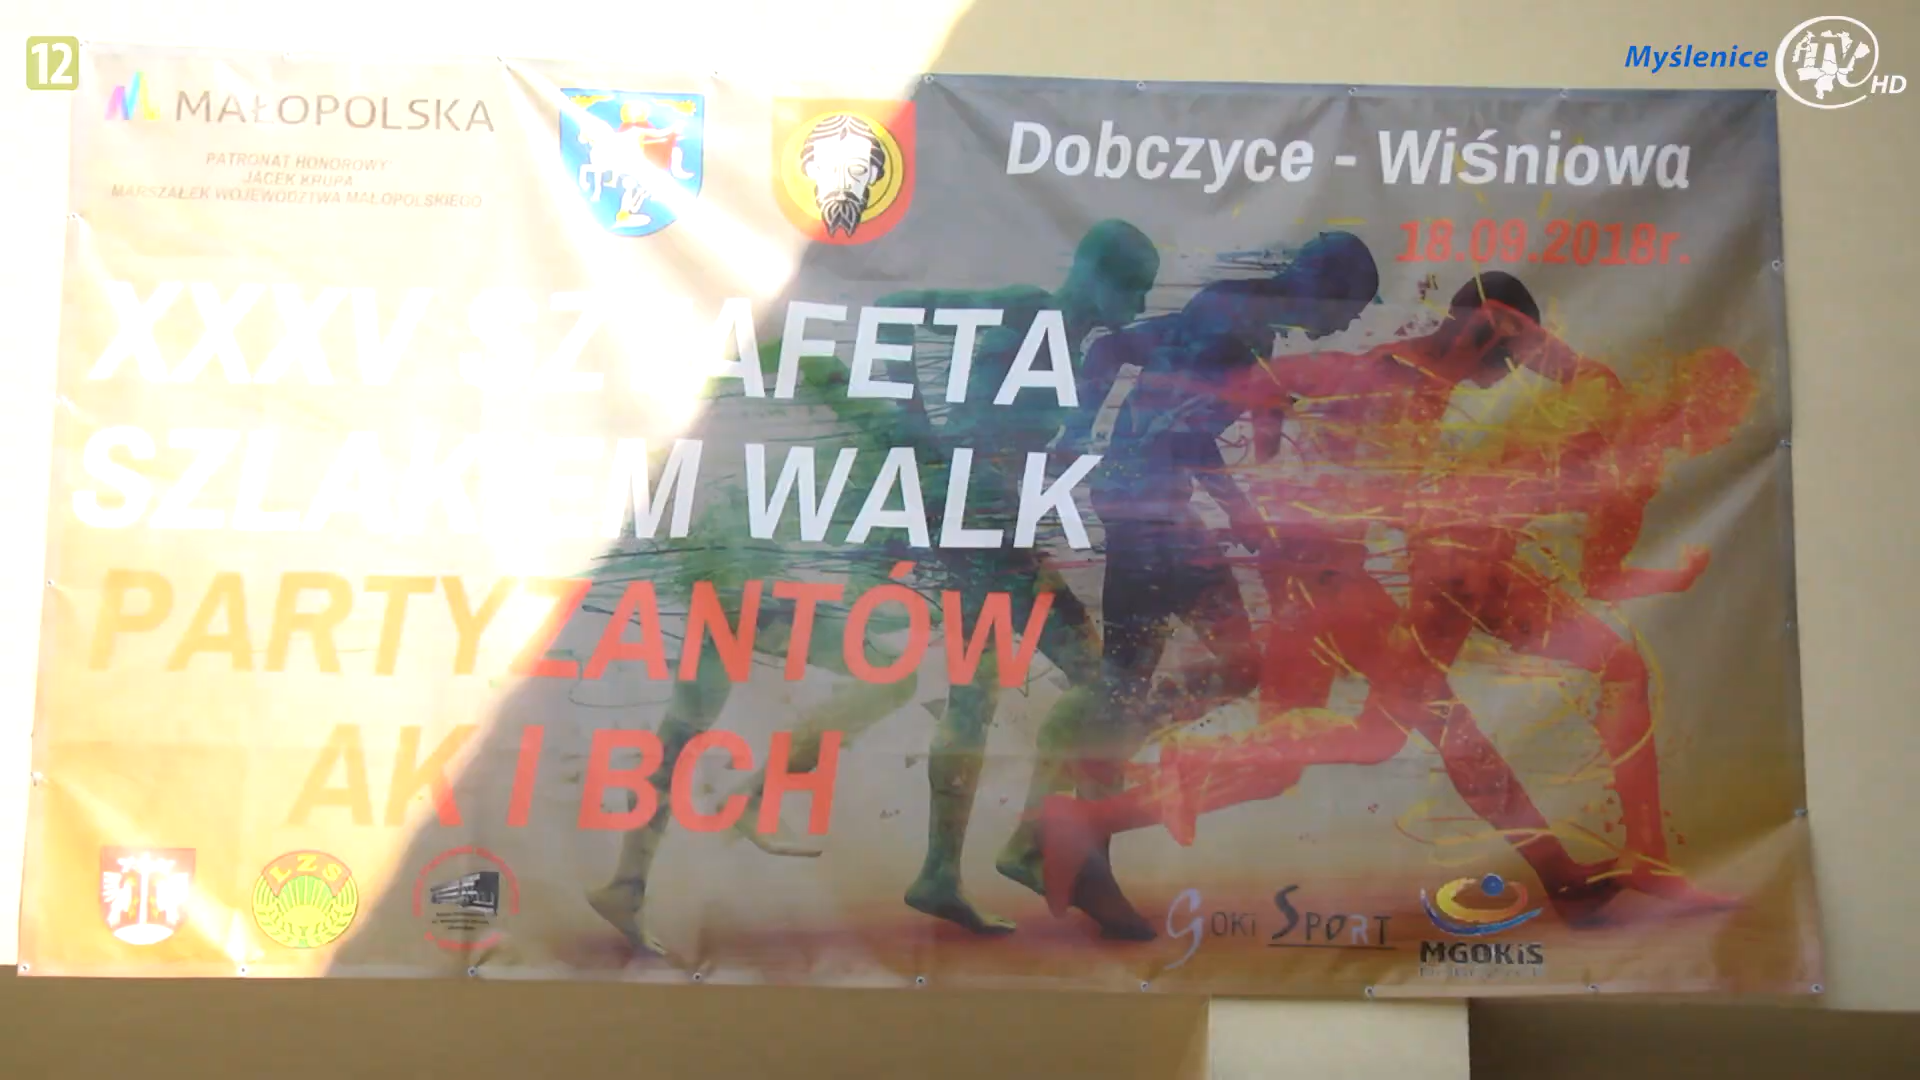 12
Myślenice
itv HD
MAŁOPOLSKA
PATRONAT HONOROWY
JACEK KRUPA
MARSZAŁEK WOJEWÓDZTWA MAŁOPOLSKIEGO
Dobczyce - Wiśniowa
18.09.2018r.
XXXV SZTAFETA
SZLAKIEM WALK
PARTYZANTÓW
AK I BCH
LZS
GOKi SPORT
MGOKiS